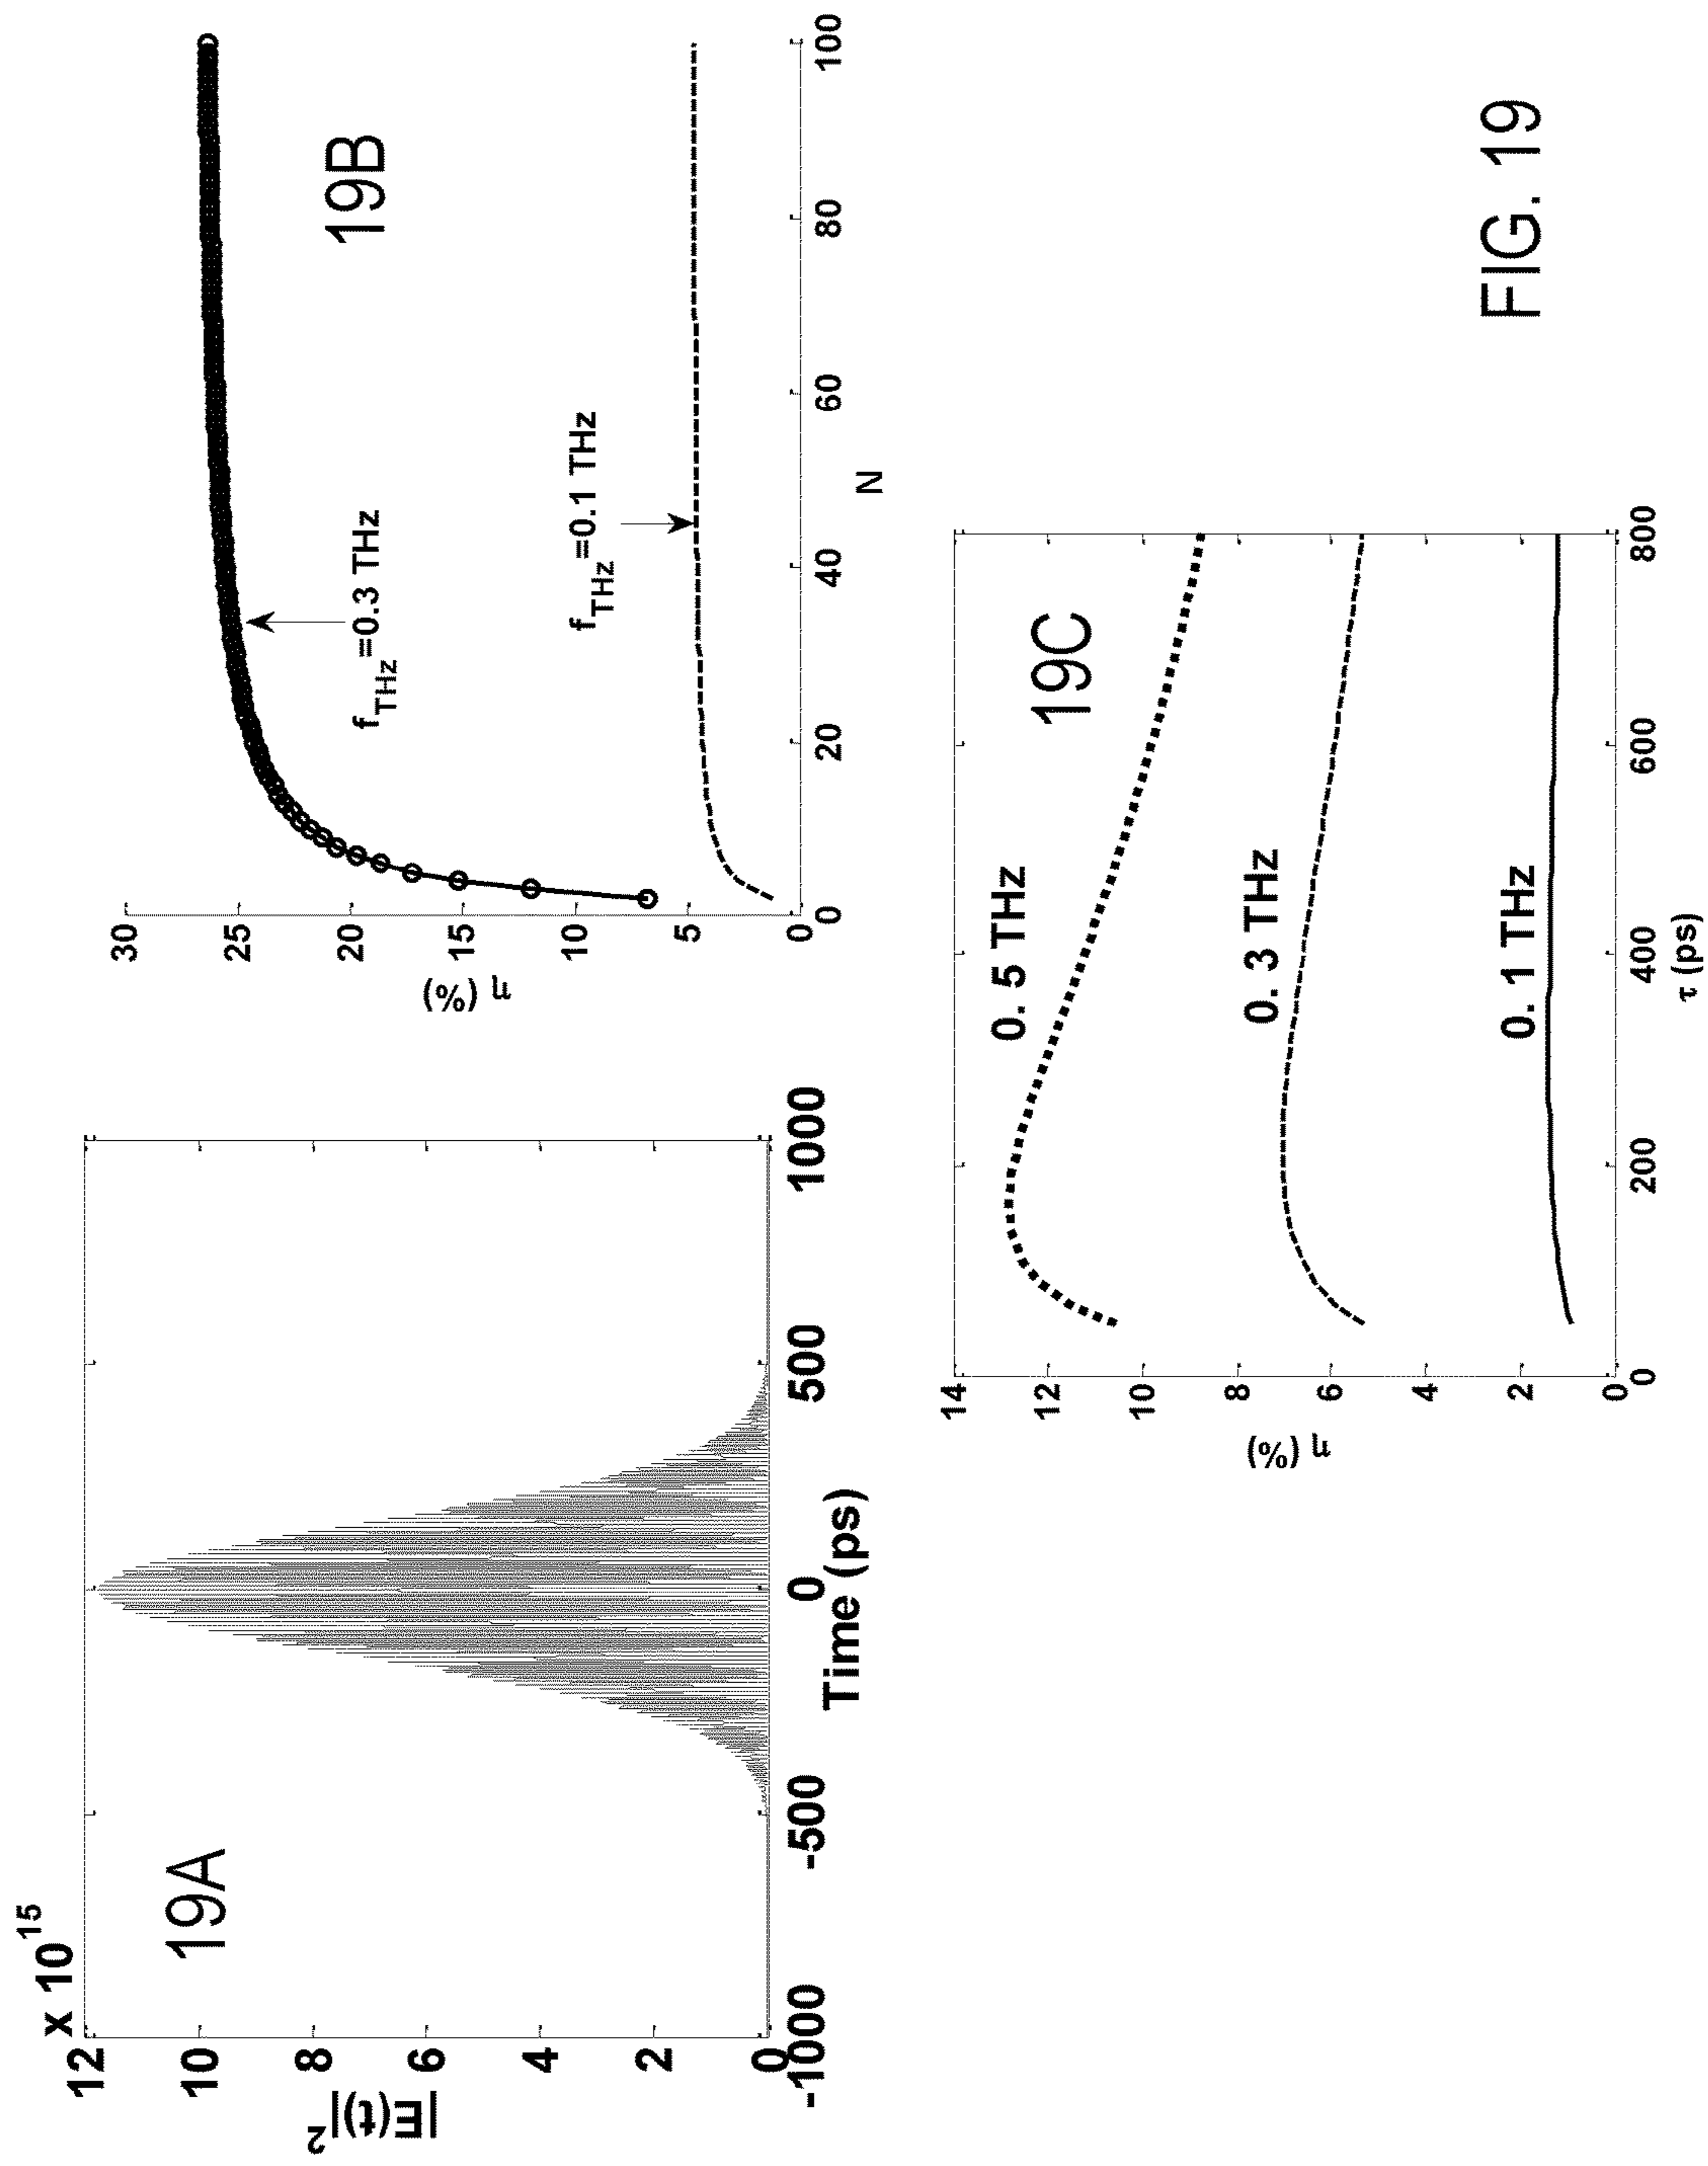 x 10^15
12
10
8
6
4
2
0
|E(t)|²
-1000
-500
0
500
1000
Time (ps)
19A
30
25
20
15
10
5
0
η (%)
0
20
40
60
80
100
N
f_THz=0.3 THz
f_THz=0.1 THz
19B
14
12
10
8
6
4
2
0
η (%)
0
200
400
600
800
τ (ps)
0. 5 THz
0. 3 THz
0. 1 THz
19C
FIG. 19